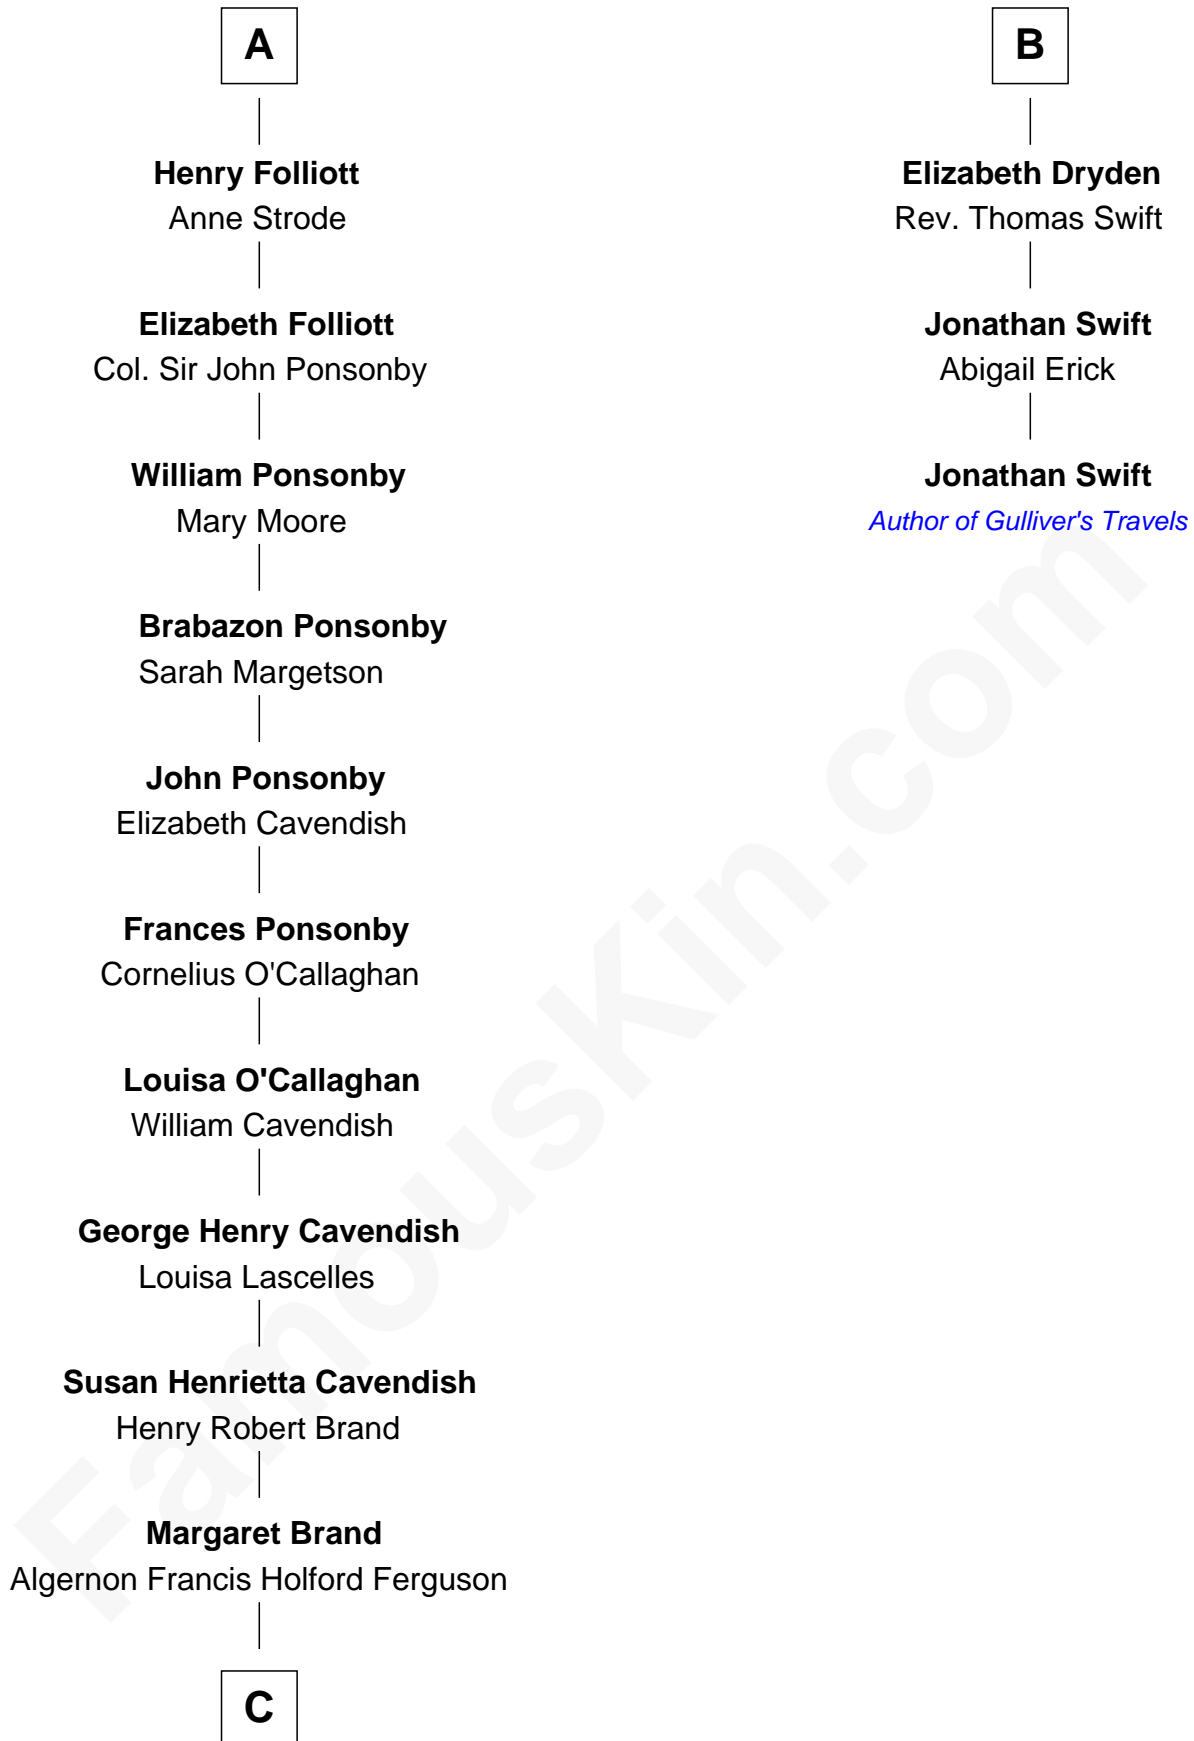 A
Henry Folliott
Anne Strode
Elizabeth Folliott
Col. Sir John Ponsonby
William Ponsonby
Mary Moore
Brabazon Ponsonby
Sarah Margetson
John Ponsonby
Elizabeth Cavendish
Frances Ponsonby
Cornelius O'Callaghan
Louisa O'Callaghan
William Cavendish
George Henry Cavendish
Louisa Lascelles
Susan Henrietta Cavendish
Henry Robert Brand
Margaret Brand
Algernon Francis Holford Ferguson
C
B
Elizabeth Dryden
Rev. Thomas Swift
Jonathan Swift
Abigail Erick
Jonathan Swift
Author of Gulliver's Travels
FamousKin.com